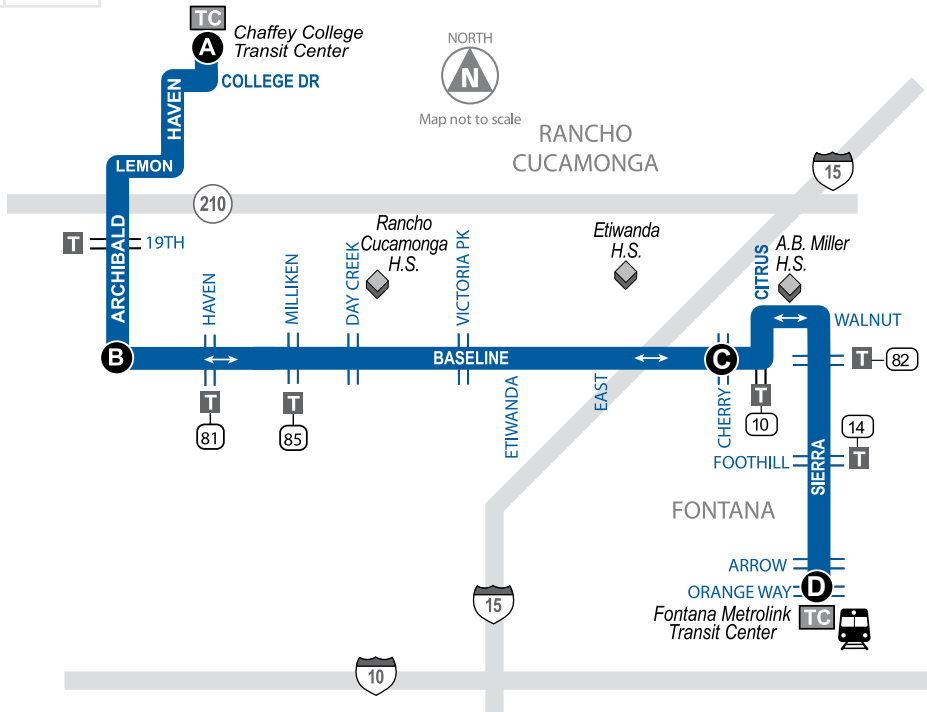 TC
A
Chaffey College
Transit Center
COLLEGE DR
HAVEN
LEMON
NORTH
N
Map not to scale
RANCHO
CUCAMONGA
15
210
ARCHIBALD
T
19TH
Rancho
Cucamonga
H.S.
Etiwanda
H.S.
A.B. Miller
H.S.
HAVEN
MILLIKEN
DAY CREEK
VICTORIA PK
CITRUS
WALNUT
B
BASELINE
C
T
82
T
81
T
85
ETIWANDA
EAST
CHERRY
T
10
14
T
FOOTHILL
SIERRA
FONTANA
ARROW
ORANGE WAY
D
Fontana Metrolink
Transit Center
TC
15
10